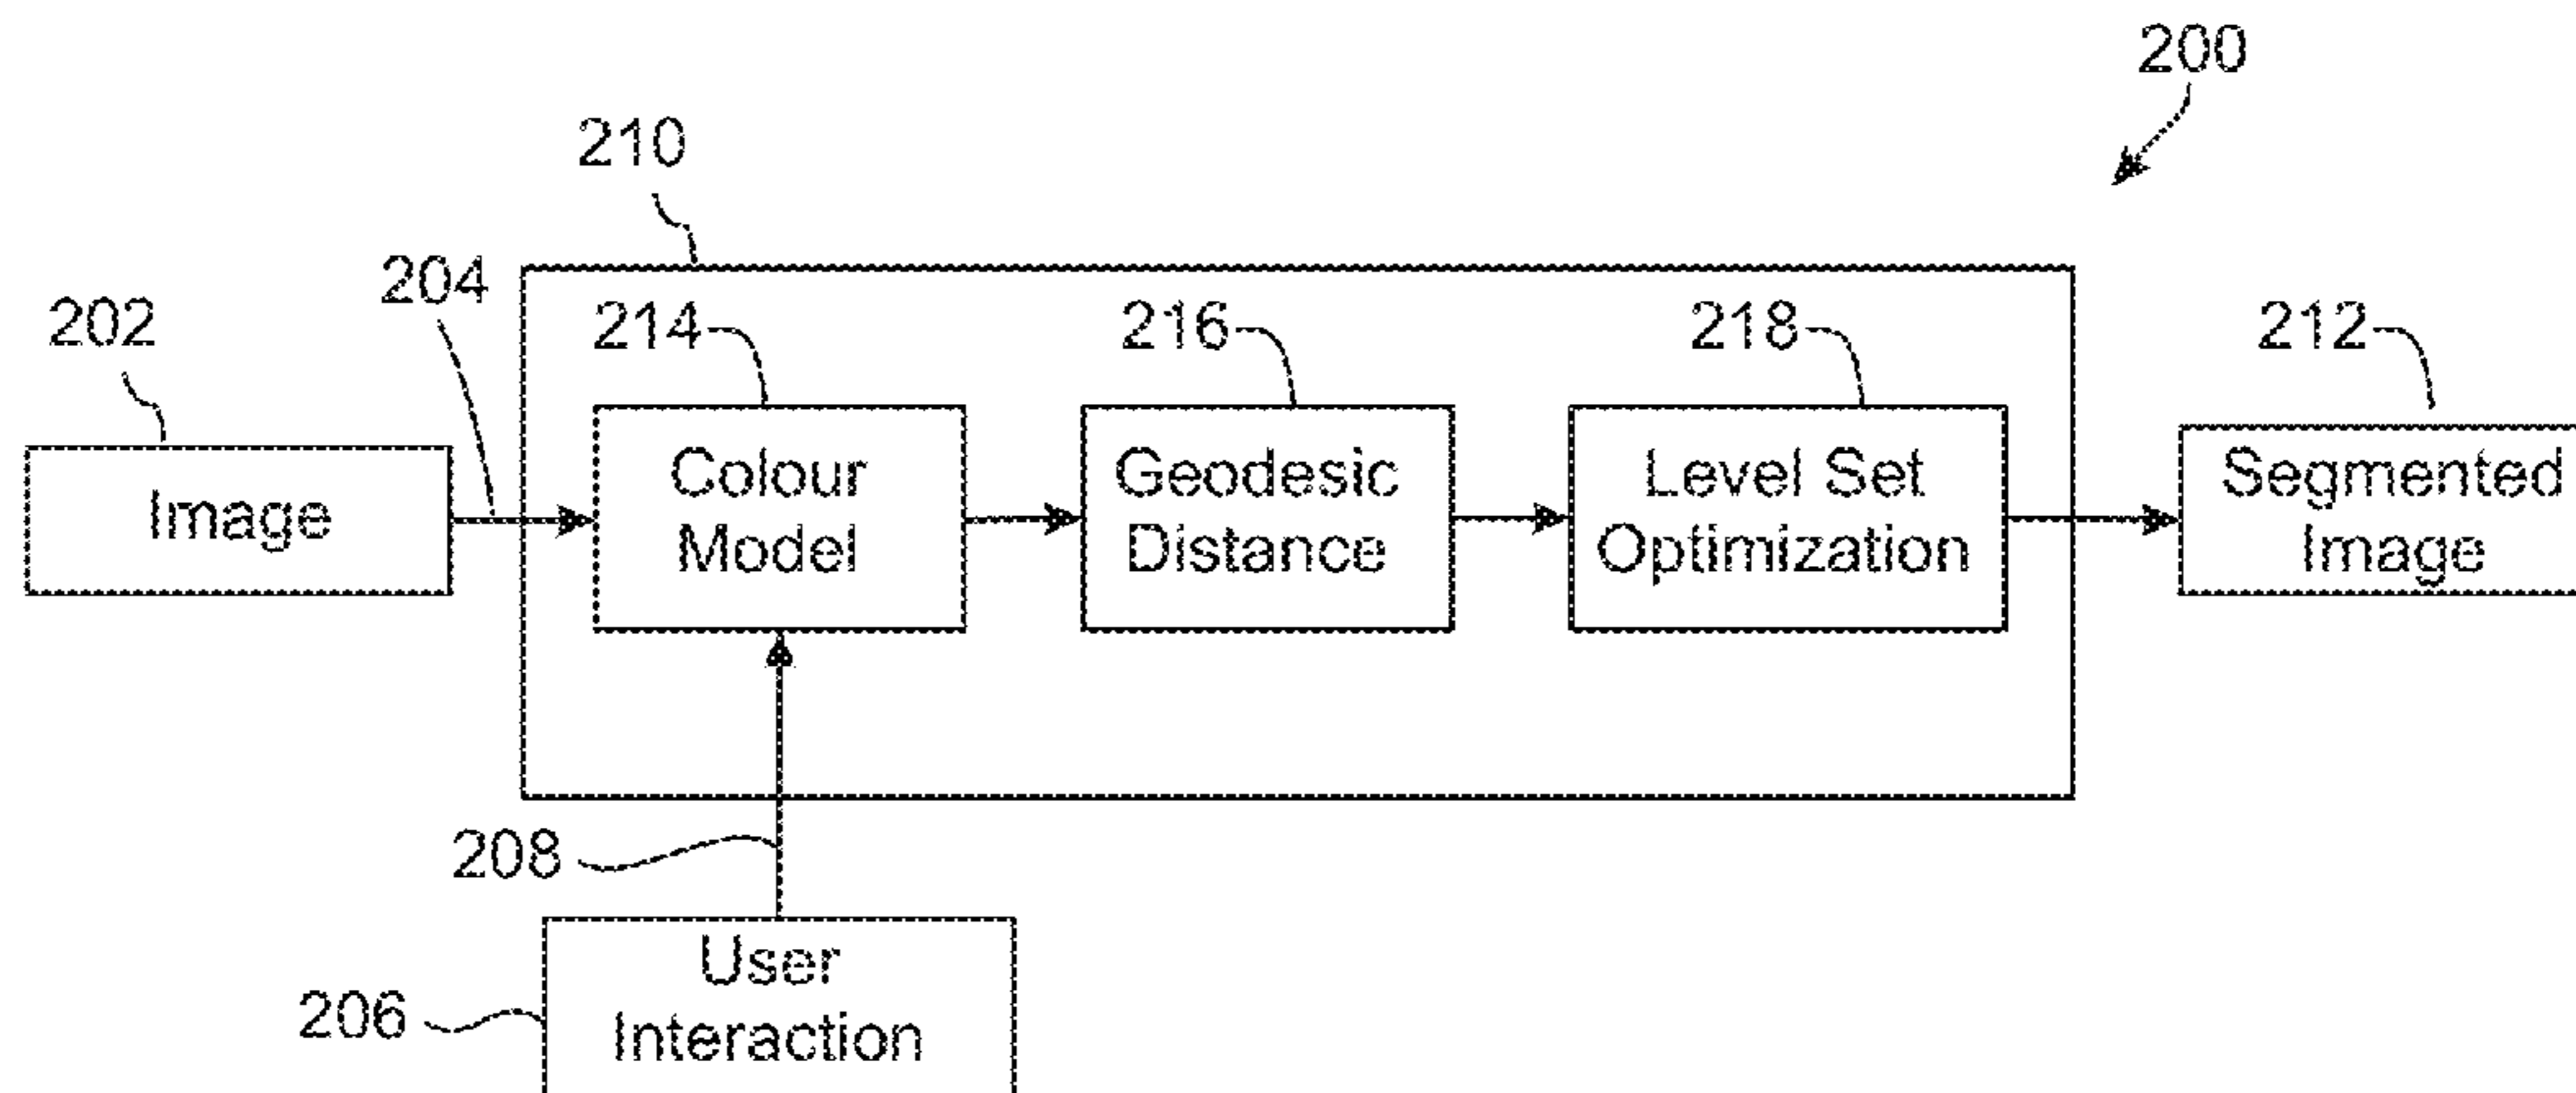 200
210
204
202
214
216
218
212
Image
Colour
Model
Geodesic
Distance
Level Set
Optimization
Segmented
Image
208
206
User
Interaction